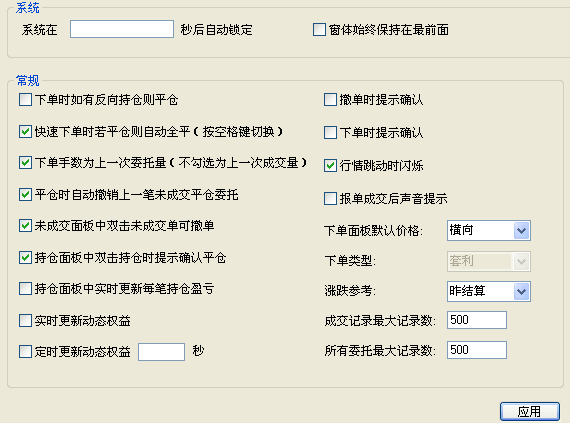 系统
系统在 秒后自动锁定 窗体始终保持在最前面
常规
下单时如有反向持仓则平仓 撤单时提示确认
快速下单时若平仓则自动全平(按空格键切换) 下单时提示确认
下单手数为上一次委托量(不勾选为上一次成交量) 行情跳动时闪烁
平仓时自动撤销上一笔未成交平仓委托 报单成交后声音提示
未成交面板中双击未成交单可撤单 下单面板默认价格: 横向
持仓面板中双击持仓时提示确认平仓 下单类型: 套利
持仓面板中实时更新每笔持仓盈亏 涨跌参考: 昨结算
实时更新动态权益 成交记录最大记录数: 500
定时更新动态权益 秒 所有委托最大记录数: 500
应用